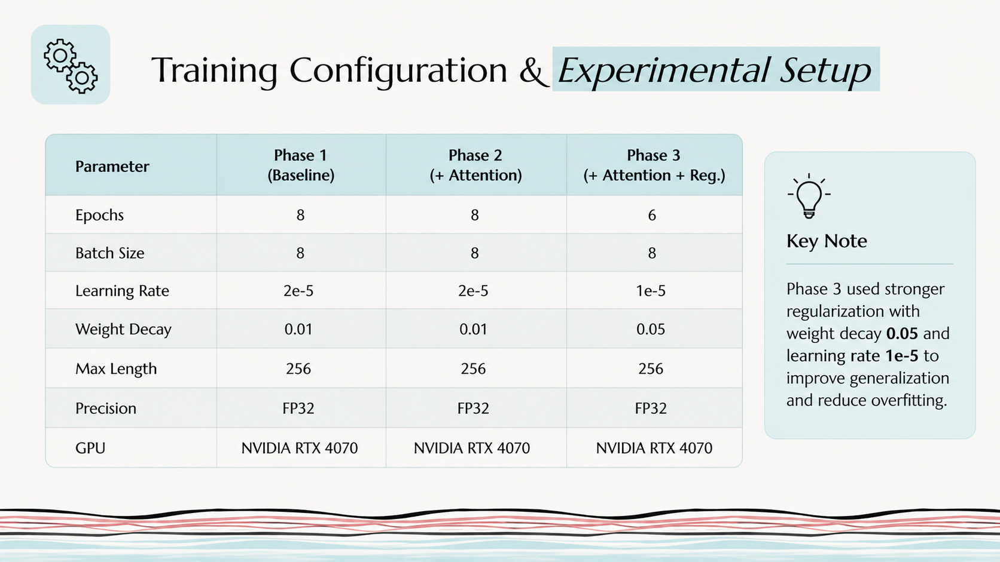 Training Configuration & Experimental Setup
Parameter
Phase 1
(Baseline)
Phase 2
(+ Attention)
Phase 3
(+ Attention + Reg.)
Epochs 8 8 6
Batch Size 8 8 8
Learning Rate 2e-5 2e-5 1e-5
Weight Decay 0.01 0.01 0.05
Max Length 256 256 256
Precision FP32 FP32 FP32
GPU NVIDIA RTX 4070 NVIDIA RTX 4070 NVIDIA RTX 4070
Key Note
Phase 3 used stronger
regularization with
weight decay 0.05 and
learning rate 1e-5 to
improve generalization
and reduce overfitting.